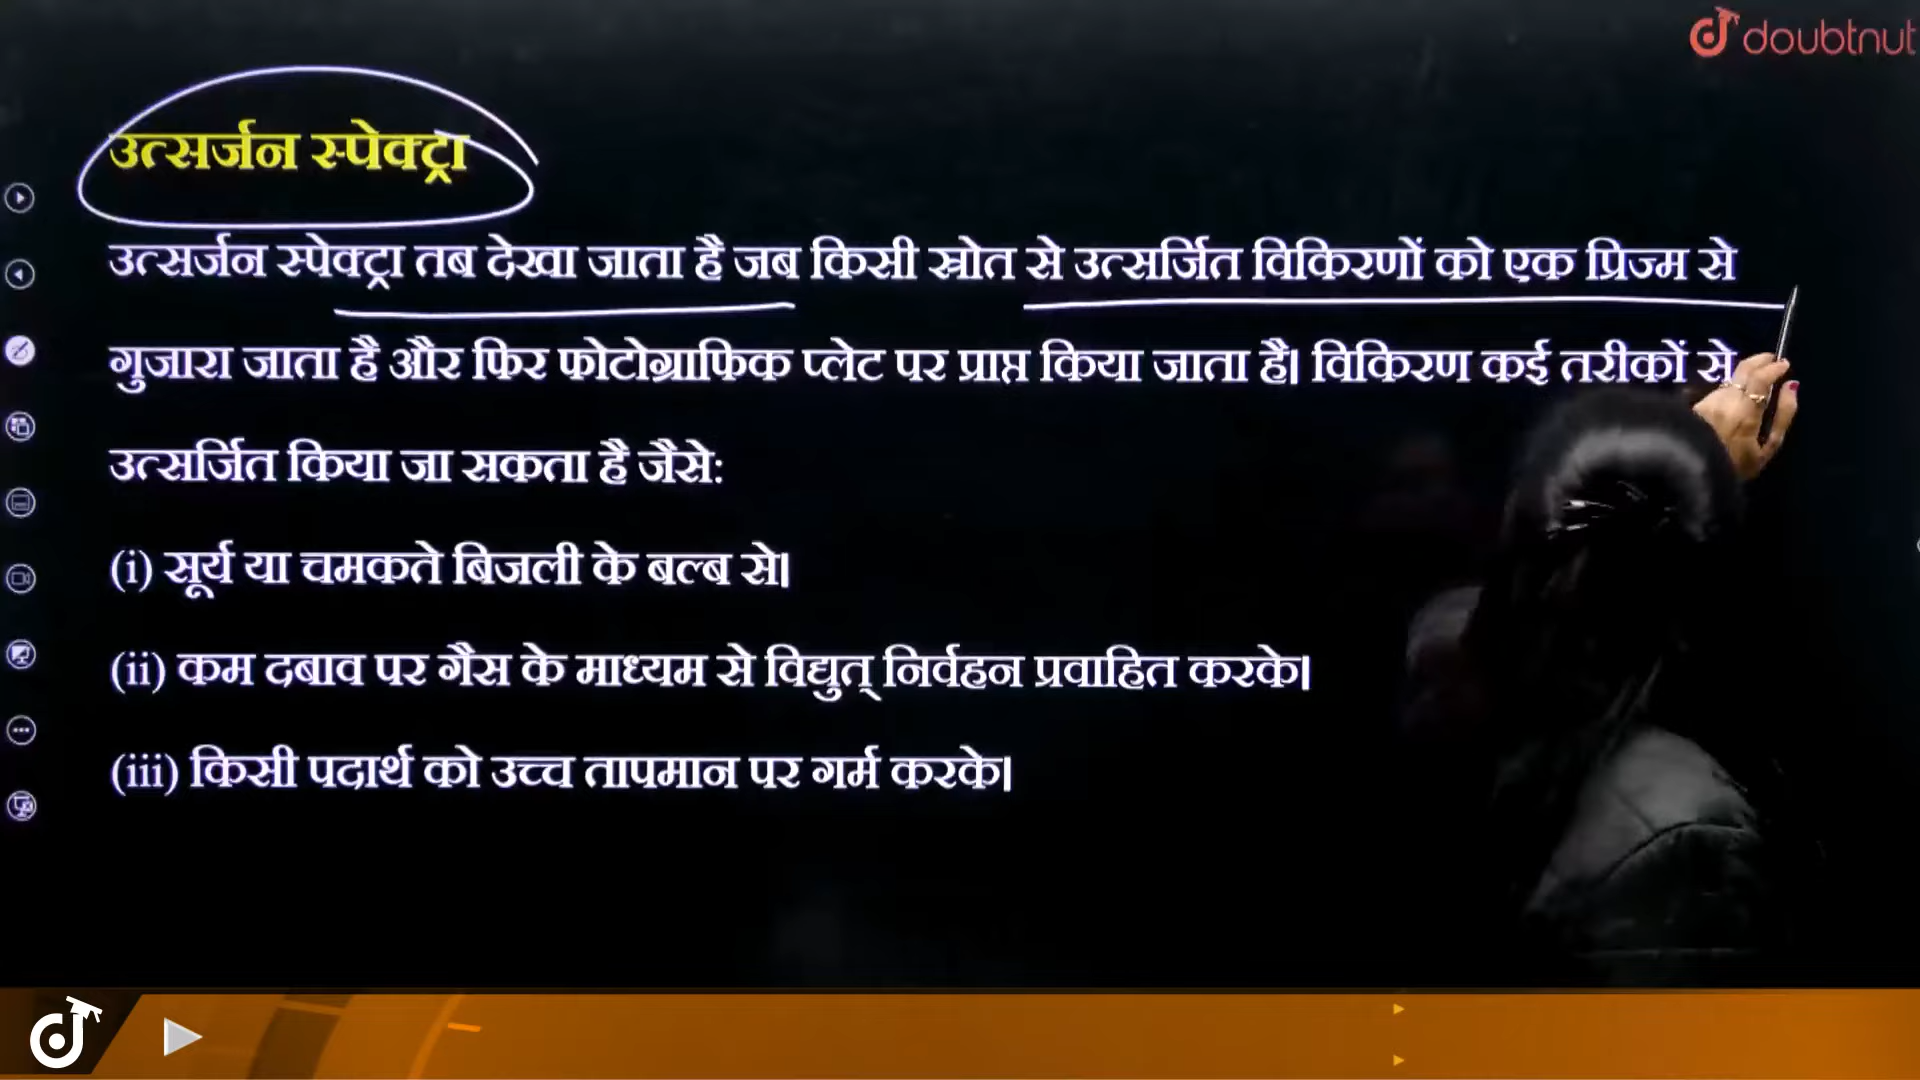 doubtnut
उत्सर्जन स्पेक्ट्रा
उत्सर्जन स्पेक्ट्रा तब देखा जाता है जब किसी स्रोत से उत्सर्जित विकिरणों को एक प्रिज्म से
गुजारा जाता है और फिर फोटोग्राफिक प्लेट पर प्राप्त किया जाता है। विकिरण कई तरीकों से
उत्सर्जित किया जा सकता है जैसे:
(i) सूर्य या चमकते बिजली के बल्ब से।
(ii) कम दबाव पर गैस के माध्यम से विद्युत् निर्वहन प्रवाहित करके।
(iii) किसी पदार्थ को उच्च तापमान पर गर्म करके।